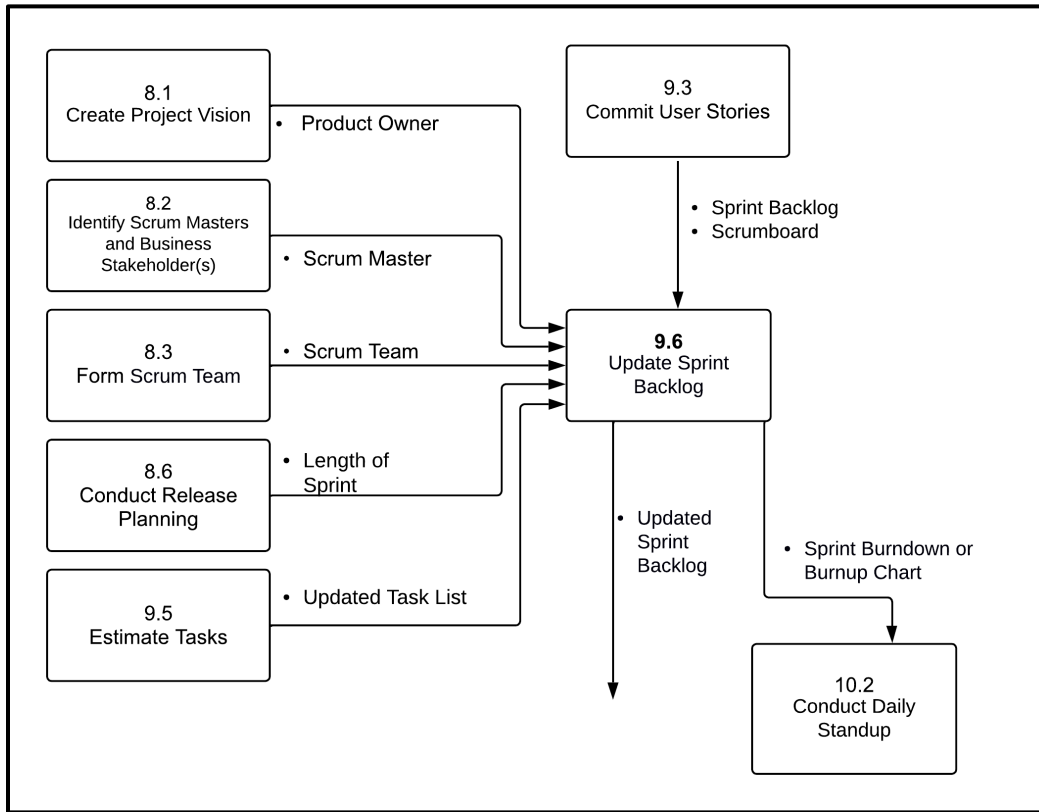 8.1
Create Project Vision
• Product Owner
8.2
Identify Scrum Masters
and Business
Stakeholder(s)
• Scrum Master
8.3
Form Scrum Team
• Scrum Team
8.6
Conduct Release
Planning
• Length of
Sprint
9.5
Estimate Tasks
• Updated Task List
9.3
Commit User Stories
• Sprint Backlog
• Scrumboard
9.6
Update Sprint
Backlog
• Updated
Sprint
Backlog
• Sprint Burndown or
Burnup Chart
10.2
Conduct Daily
Standup